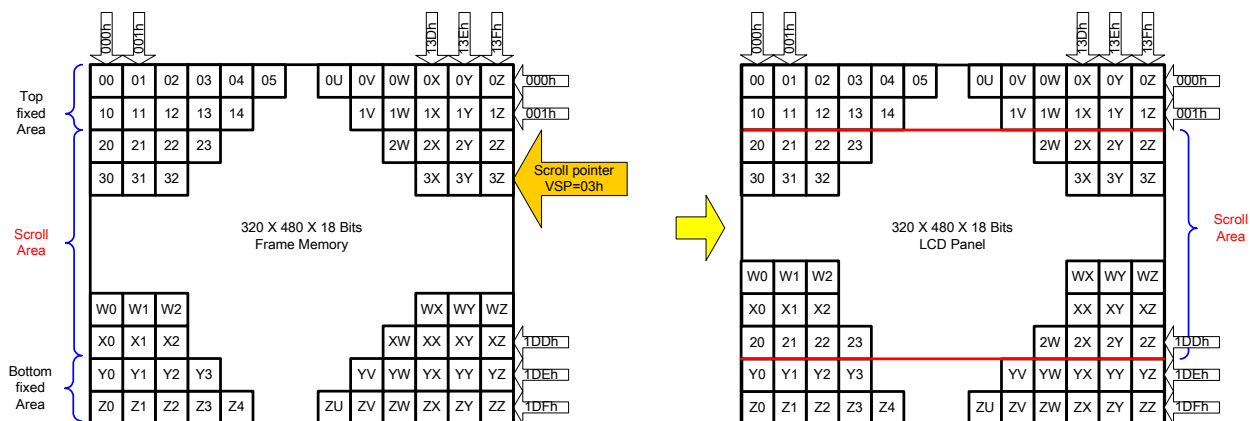 000h 001h 13Dh 13Eh 13Fh 000h 001h 13Dh 13Eh 13Fh
00 01 02 03 04 05 0U 0V 0W 0X 0Y 0Z 000h 00 01 02 03 04 05 0U 0V 0W 0X 0Y 0Z 000h
Top
fixed
Area
10 11 12 13 14 1V 1W 1X 1Y 1Z 001h 10 11 12 13 14 1V 1W 1X 1Y 1Z 001h
20 21 22 23 2W 2X 2Y 2Z 20 21 22 23 2W 2X 2Y 2Z
Scroll pointer
VSP=03h
30 31 32 3X 3Y 3Z 30 31 32 3X 3Y 3Z
Scroll
Area
320 X 480 X 18 Bits
Frame Memory
320 X 480 X 18 Bits
LCD Panel
Scroll
Area
W0 W1 W2 WX WY WZ W0 W1 W2 WX WY WZ
X0 X1 X2 XW XX XY XZ 1DDh X0 X1 X2 XX XY XZ
20 21 22 23 2W 2X 2Y 2Z 1DDh
Bottom
fixed
Area
Y0 Y1 Y2 Y3 YV YW YX YY YZ 1DEh Y0 Y1 Y2 Y3 YV YW YX YY YZ 1DEh
Z0 Z1 Z2 Z3 Z4 ZU ZV ZW ZX ZY ZZ 1DFh Z0 Z1 Z2 Z3 Z4 ZU ZV ZW ZX ZY ZZ 1DFh